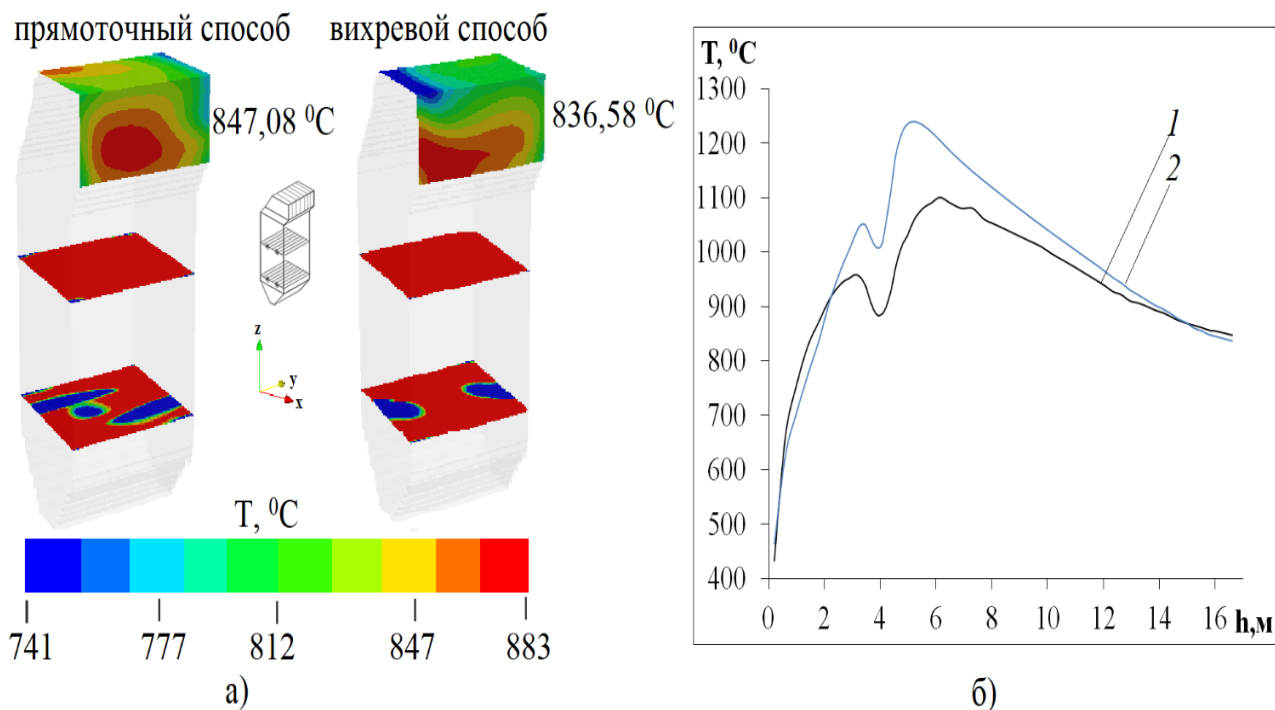 прямоточный способ
вихревой способ
847,08 ⁰C
836,58 ⁰C
z
y
x
T, ⁰C
741
777
812
847
883
а)
T, ⁰C
1300
1200
1100
1000
900
800
700
600
500
400
0
2
4
6
8
10
12
14
16
h,м
1
2
б)